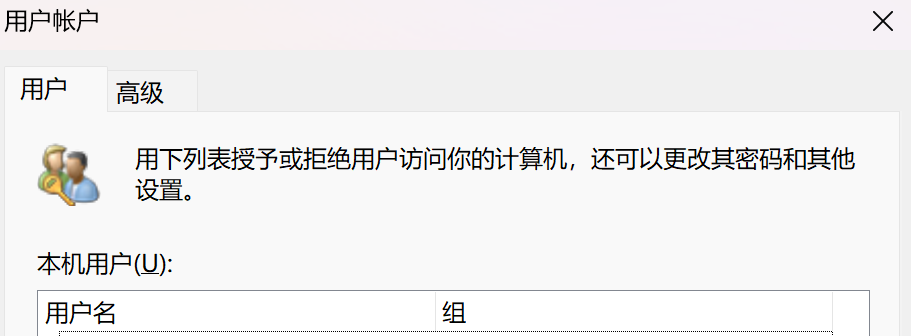 用户帐户
用户
高级
用下列表授予或拒绝用户访问你的计算机，还可以更改其密码和其他
设置。
本机用户(U):
用户名
组